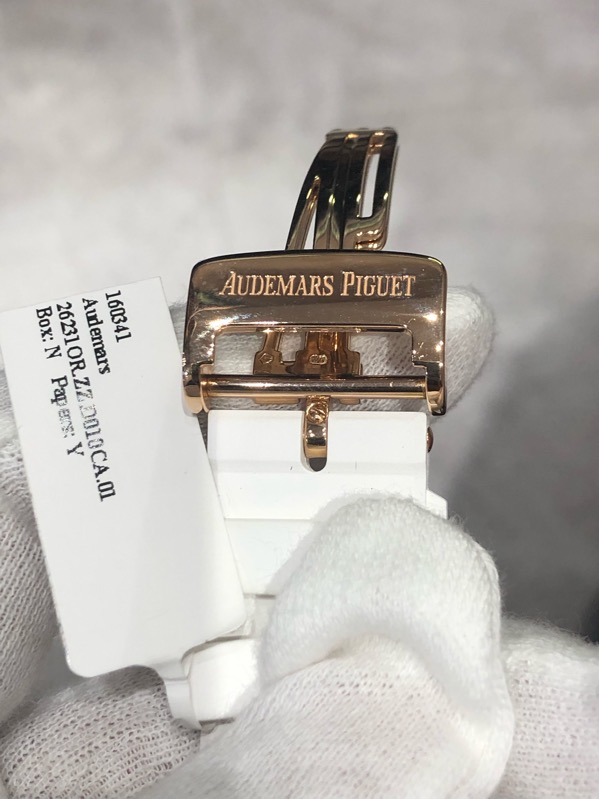 AUDEMARS PIGUET
160341
Audemars
26231OR.ZZ.D010CA.01
Box: N Papers: Y